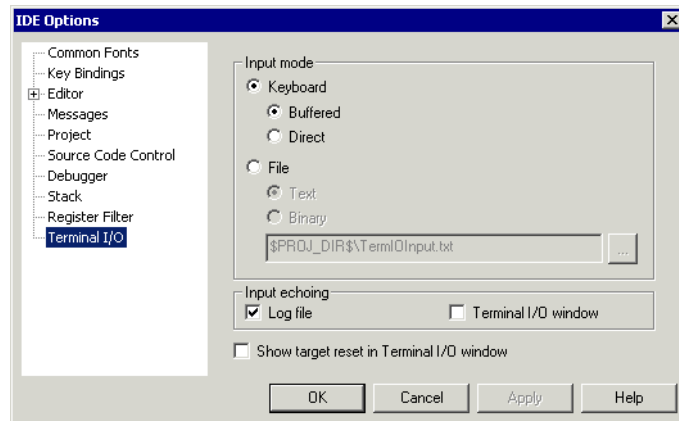 IDE Options
Common Fonts
Key Bindings
Editor
Messages
Project
Source Code Control
Debugger
Stack
Register Filter
Terminal I/O
Input mode
Keyboard
Buffered
Direct
File
Text
Binary
$PROJ_DIR$\TermIOInput.txt
...
Input echoing
Log file
Terminal I/O window
Show target reset in Terminal I/O window
OK
Cancel
Apply
Help